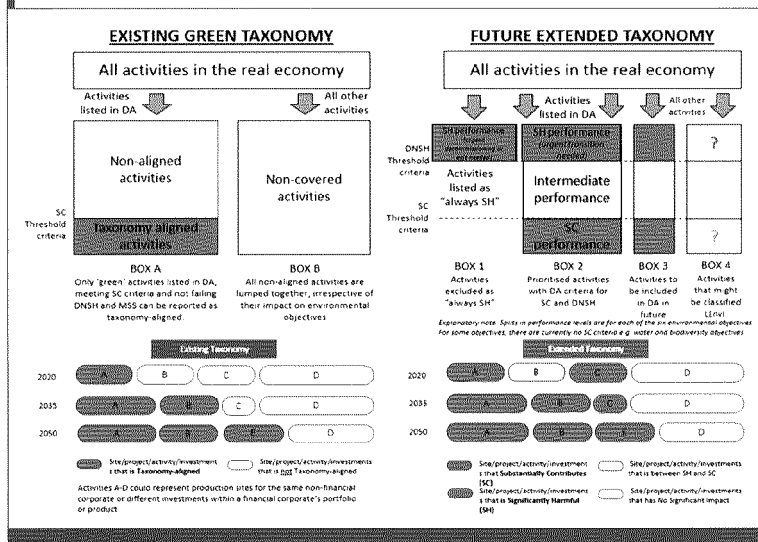 EXISTING GREEN TAXONOMY
All activities in the real economy
Activities
listed in DA
All other
activities
Non-aligned
activities
Non-covered
activities
SC
Threshold
criteria
Taxonomy aligned
activities
BOX A
Only 'green' activities listed in DA,
meeting SC criteria and not failing
DNSH and MSS can be reported as
taxonomy-aligned.
BOX B
All non-aligned activities are
lumped together, irrespective of
their impact on environmental
objectives
Existing Taxonomy
2020
A
B
C
D
2035
A
B
C
D
2050
A
B
E
D
Site/project/activity/investment
s that is Taxonomy-aligned
Site/project/activity/investments
that is not Taxonomy-aligned
Activities A-D could represent production sites for the same non-financial
corporate or different investments within a financial corporate's portfolio
or product
FUTURE EXTENDED TAXONOMY
All activities in the real economy
Activities
listed in DA
All other
activities
DNSH
Threshold
criteria
SH performance
SH performance
(urgent transition
needed)
?
Activities
listed as
"always SH"
Intermediate
performance
SC
Threshold
criteria
SC
performance
?
BOX 1
Activities
excluded as
"always SH"
BOX 2
Prioritised activities
with DA criteria for
SC and DNSH
BOX 3
Activities to
be included
in DA in
future
BOX 4
Activities
that might
be classified
Explanatory note: Splits in performance levels are for each of the six environmental objectives
For some objectives, there are currently no SC criteria e.g. water and biodiversity objectives
Extended Taxonomy
2020
A
B
C
D
2035
A
B
C
D
2050
A
B
D
Site/project/activity/investment
s that Substantially Contributes
(SC)
Site/project/activity/investments
that is between SH and SC
Site/project/activity/investment
s that is Significantly Harmful
(SH)
Site/project/activity/investments
that has No Significant Impact